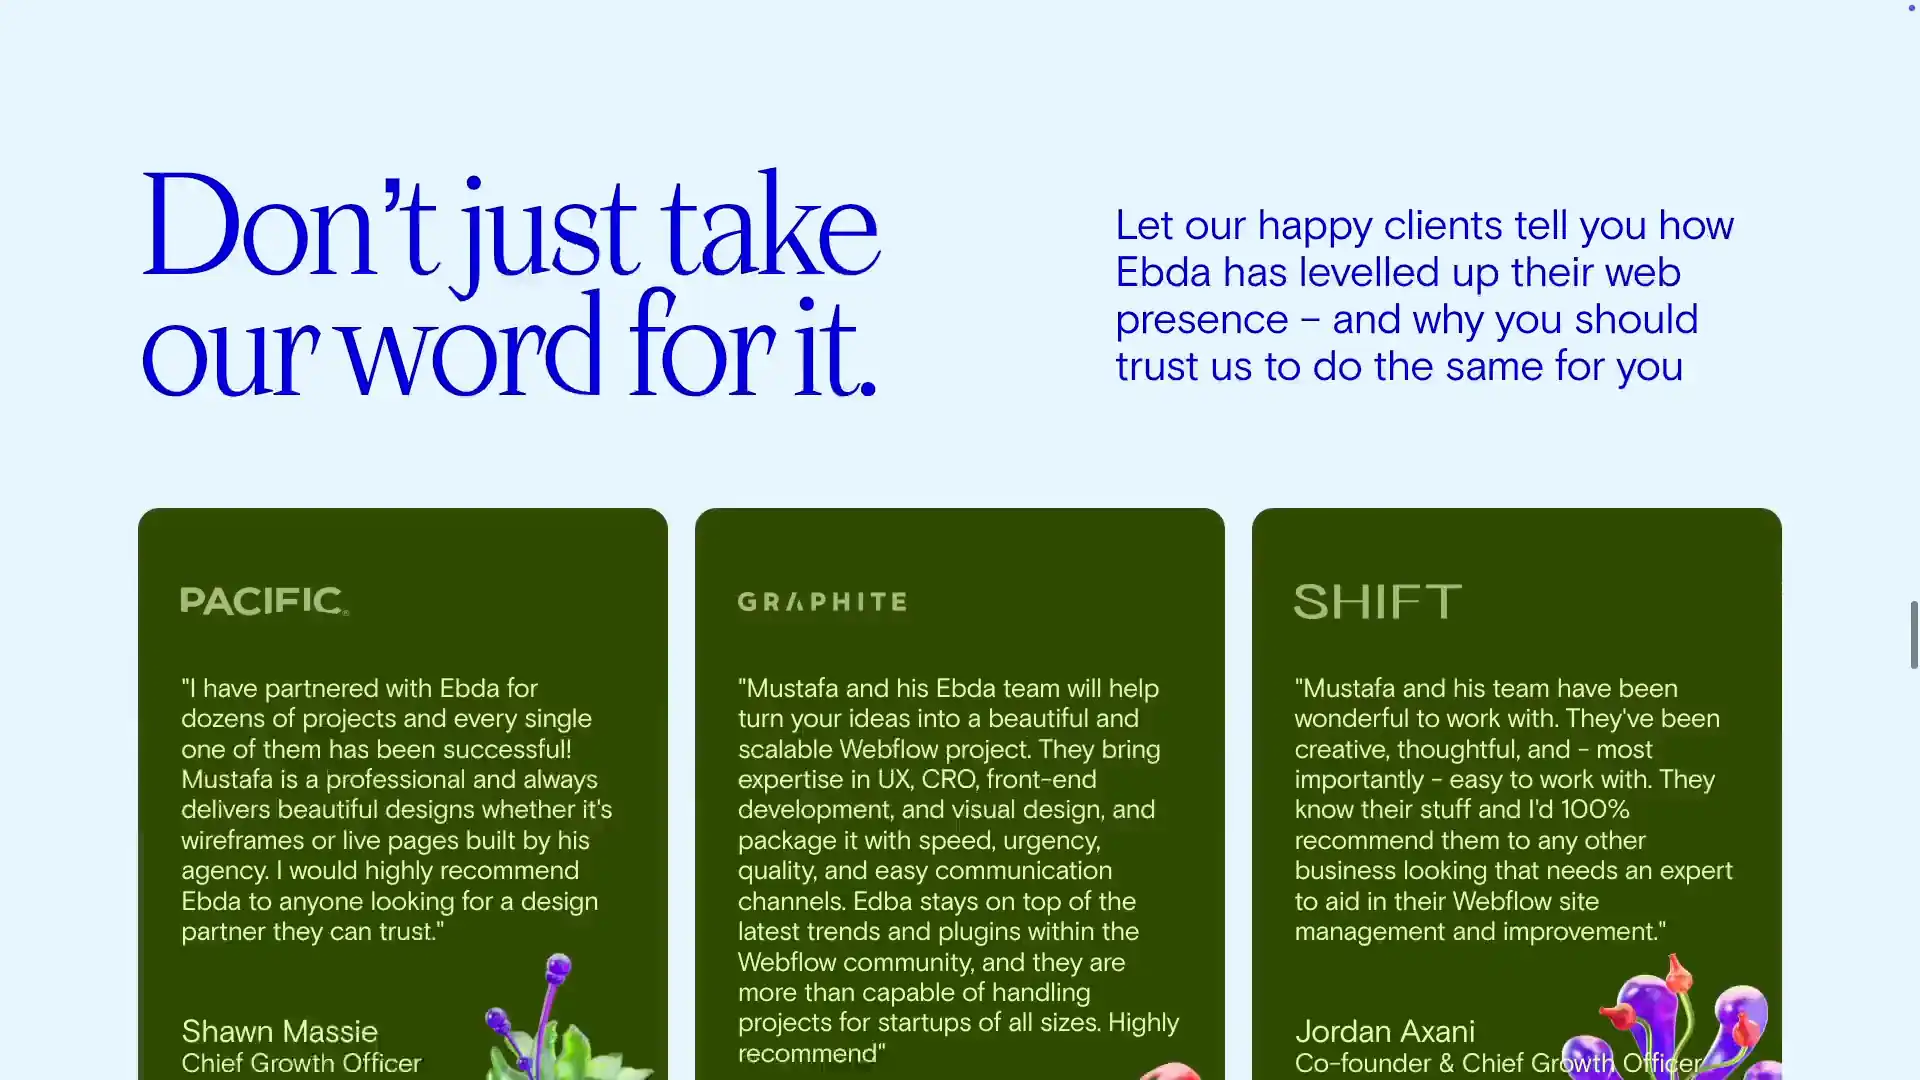 Don't just take
our word for it.
Let our happy clients tell you how
Ebda has levelled up their web
presence – and why you should
trust us to do the same for you
PACIFIC®
"I have partnered with Ebda for
dozens of projects and every single
one of them has been successful!
Mustafa is a professional and always
delivers beautiful designs whether it's
wireframes or live pages built by his
agency. I would highly recommend
Ebda to anyone looking for a design
partner they can trust."
Shawn Massie
Chief Growth Officer
GRAPHITE
"Mustafa and his Ebda team will help
turn your ideas into a beautiful and
scalable Webflow project. They bring
expertise in UX, CRO, front-end
development, and visual design, and
package it with speed, urgency,
quality, and easy communication
channels. Edba stays on top of the
latest trends and plugins within the
Webflow community, and they are
more than capable of handling
projects for startups of all sizes. Highly
recommend"
SHIFT
"Mustafa and his team have been
wonderful to work with. They've been
creative, thoughtful, and - most
importantly - easy to work with. They
know their stuff and I'd 100%
recommend them to any other
business looking that needs an expert
to aid in their Webflow site
management and improvement."
Jordan Axani
Co-founder & Chief Growth Officer